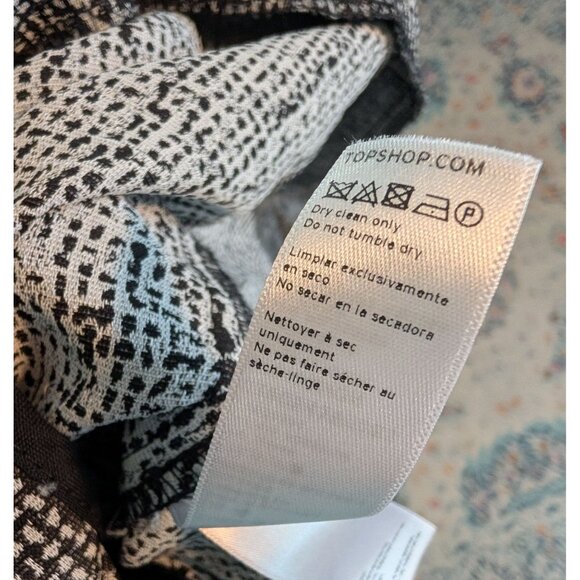 TOPSHOP.COM
P
Dry clean only
Do not tumble dry
Limpiar exclusivamente
en seco
No secar en la secadora
Nettoyer à sec
uniquement
Ne pas faire sécher au
sèche-linge